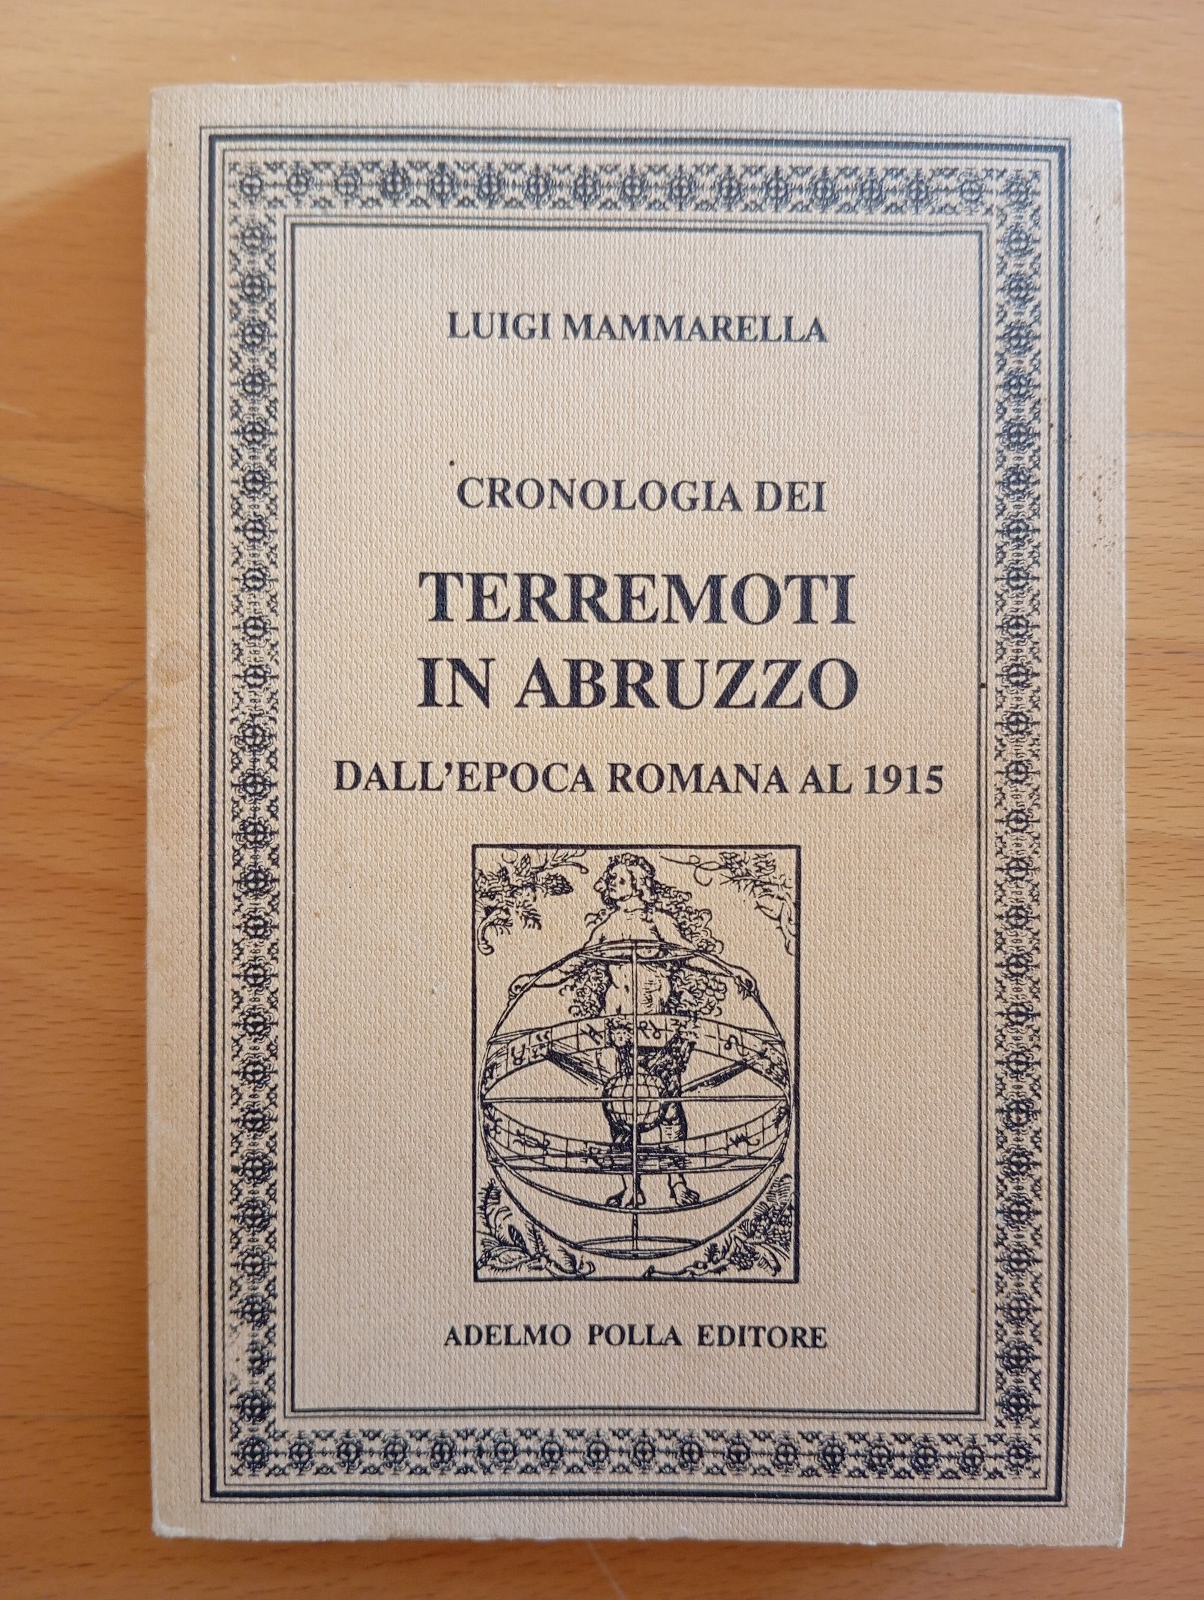 LUIGI MAMMARELLA
CRONOLOGIA DEI
TERREMOTI
IN ABRUZZO
DALL'EPOCA ROMANA AL 1915
ADELMO POLLA EDITORE